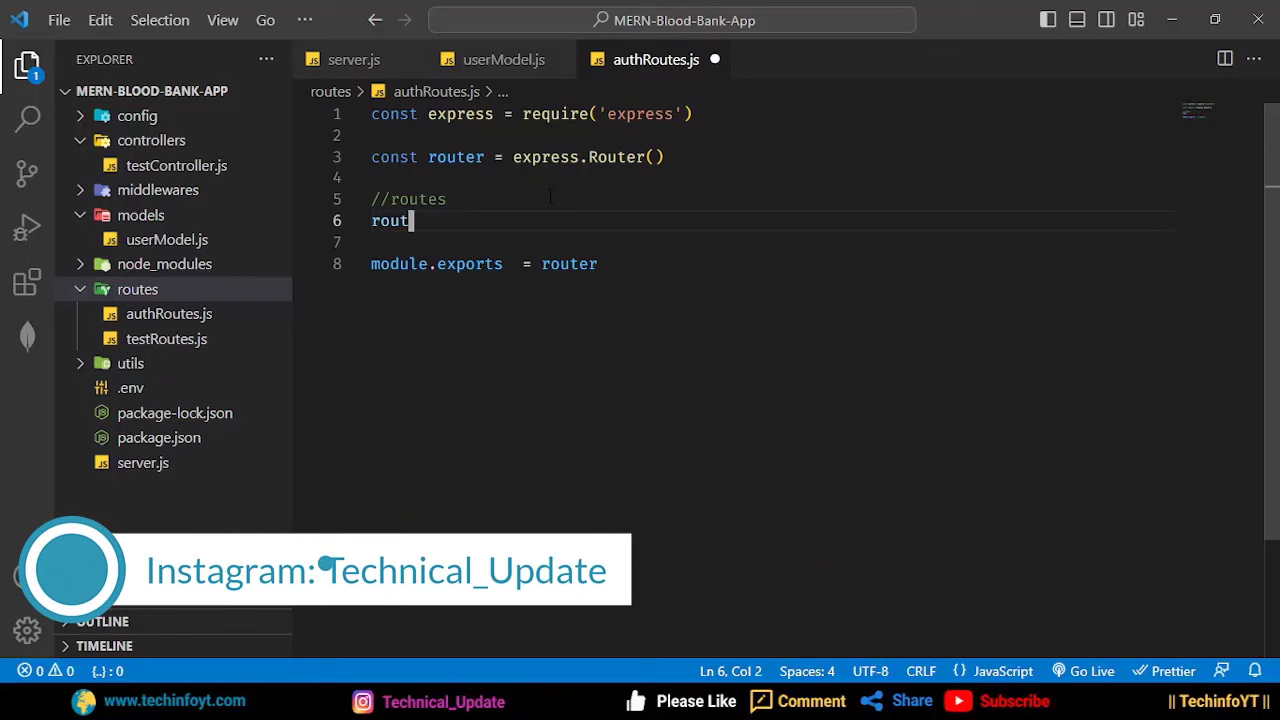 File Edit Selection View Go ··· MERN-Blood-Bank-App
EXPLORER ···
server.js userModel.js authRoutes.js
MERN-BLOOD-BANK-APP
routes > authRoutes.js > ...
config
controllers
testController.js
middlewares
models
userModel.js
node_modules
routes
authRoutes.js
testRoutes.js
utils
.env
package-lock.json
package.json
server.js
OUTLINE
TIMELINE
1 const express = require('express')
2
3 const router = express.Router()
4
5 //routes
6 rout
7
8 module.exports  = router
1
Instagram: Technical_Update
0 0 {..} : 0 Ln 6, Col 2 Spaces: 4 UTF-8 CRLF {} JavaScript Go Live Prettier
www.techinfoyt.com Technical_Update Please Like Comment Share Subscribe || TechinfoYT ||